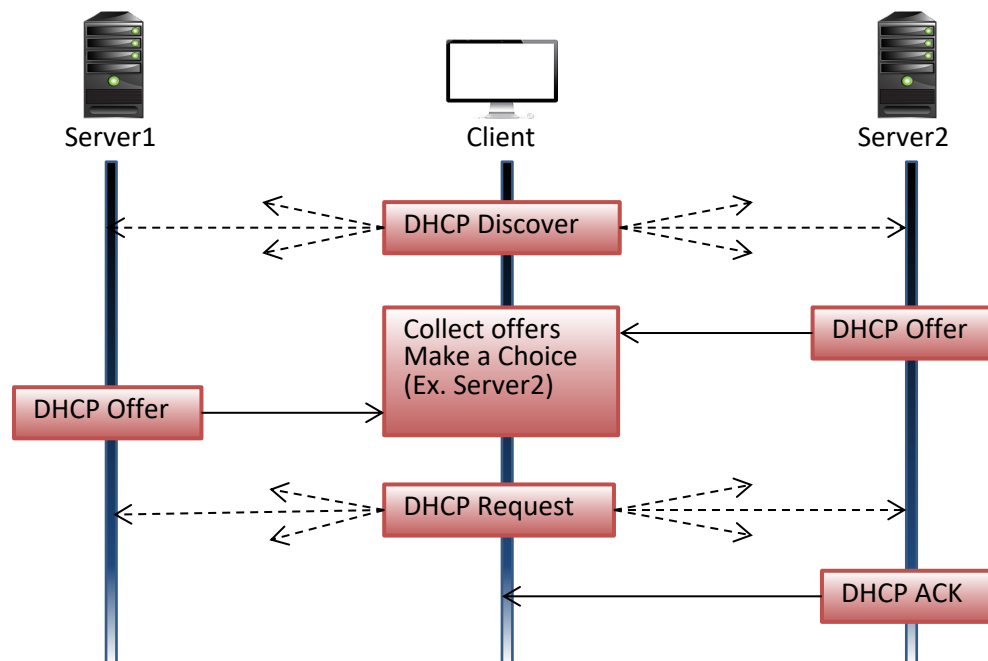 Server1
Client
Server2
DHCP Discover
Collect offers
Make a Choice
(Ex. Server2)
DHCP Offer
DHCP Offer
DHCP Request
DHCP ACK